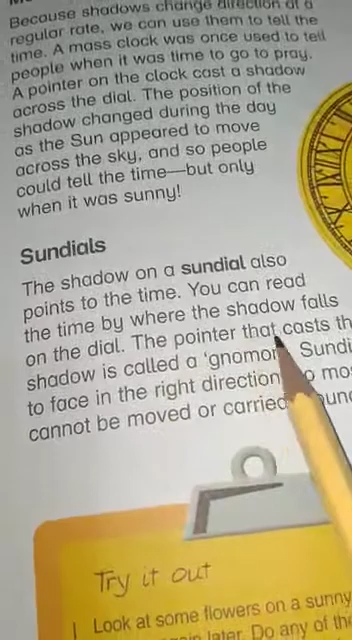 Because shadows change direction at a
regular rate, we can use them to tell the
time. A mass clock was once used to tell
people when it was time to go to pray.
A pointer on the clock cast a shadow
across the dial. The position of the
shadow changed during the day
as the Sun appeared to move
across the sky, and so people
could tell the time—but only
when it was sunny!
Sundials
The shadow on a sundial also
points to the time. You can read
the time by where the shadow falls
on the dial. The pointer that casts
shadow is called a 'gnomon'.
to face in the right direction
cannot be moved or carried
Try it out
1 Look at some flowers on a sunny
later. Do any of the